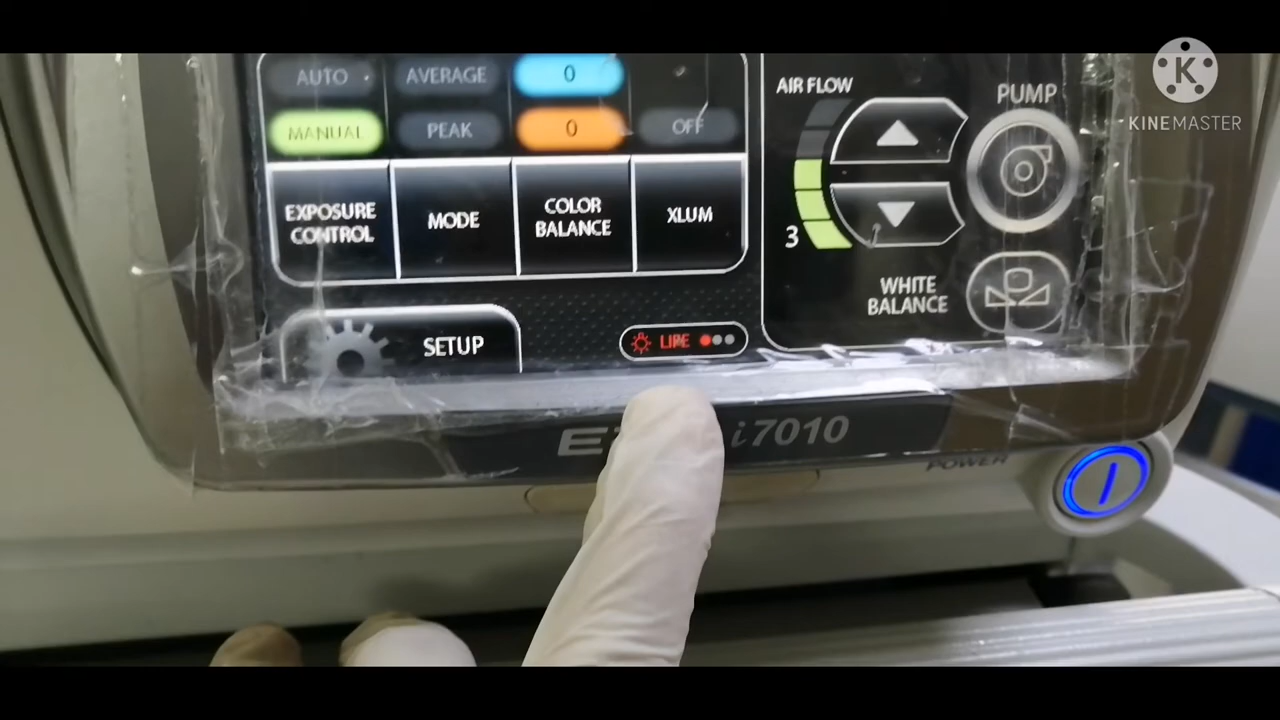 AUTO
AVERAGE
0
MANUAL
PEAK
0
OFF
EXPOSURE
CONTROL
MODE
COLOR
BALANCE
XLUM
SETUP
LIFE
AIR FLOW
3
PUMP
WHITE
BALANCE
i7010
POWER
K
KINEMASTER